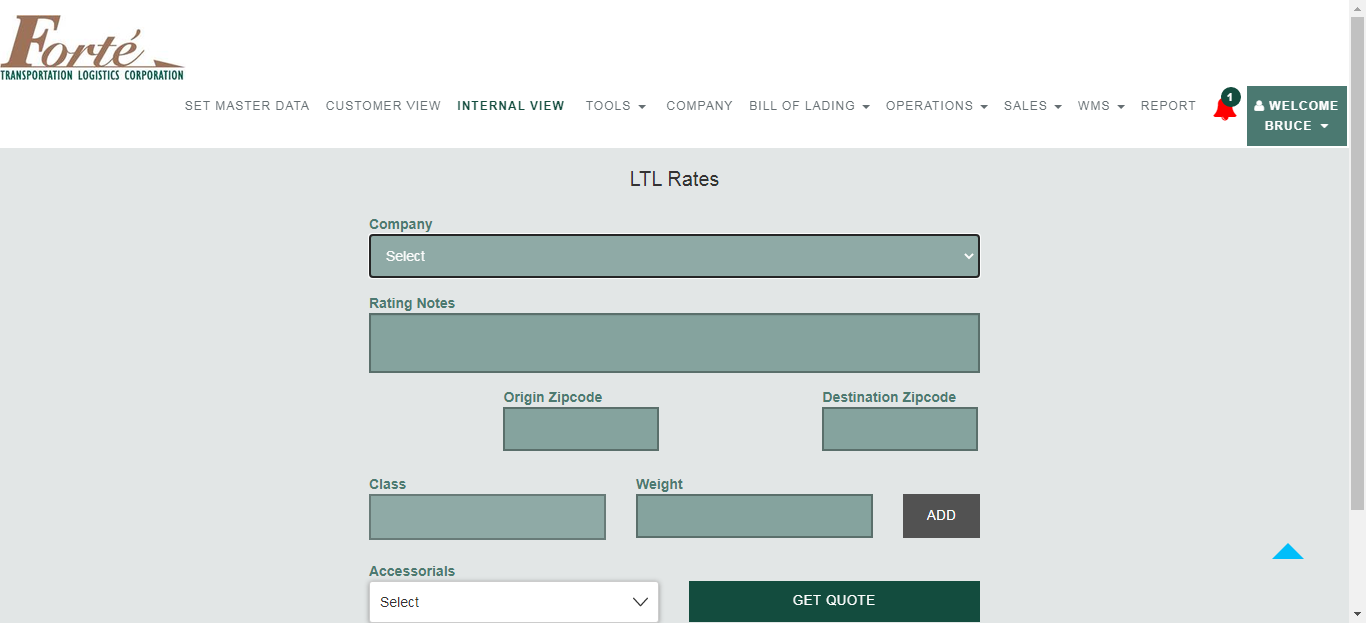 Forté
TRANSPORTATION LOGISTICS CORPORATION
SET MASTER DATA CUSTOMER VIEW INTERNAL VIEW TOOLS COMPANY BILL OF LADING OPERATIONS SALES WMS REPORT 1 WELCOME
BRUCE
LTL Rates
Company
Select
Rating Notes
Origin Zipcode Destination Zipcode
Class Weight
ADD
Accessorials
Select GET QUOTE